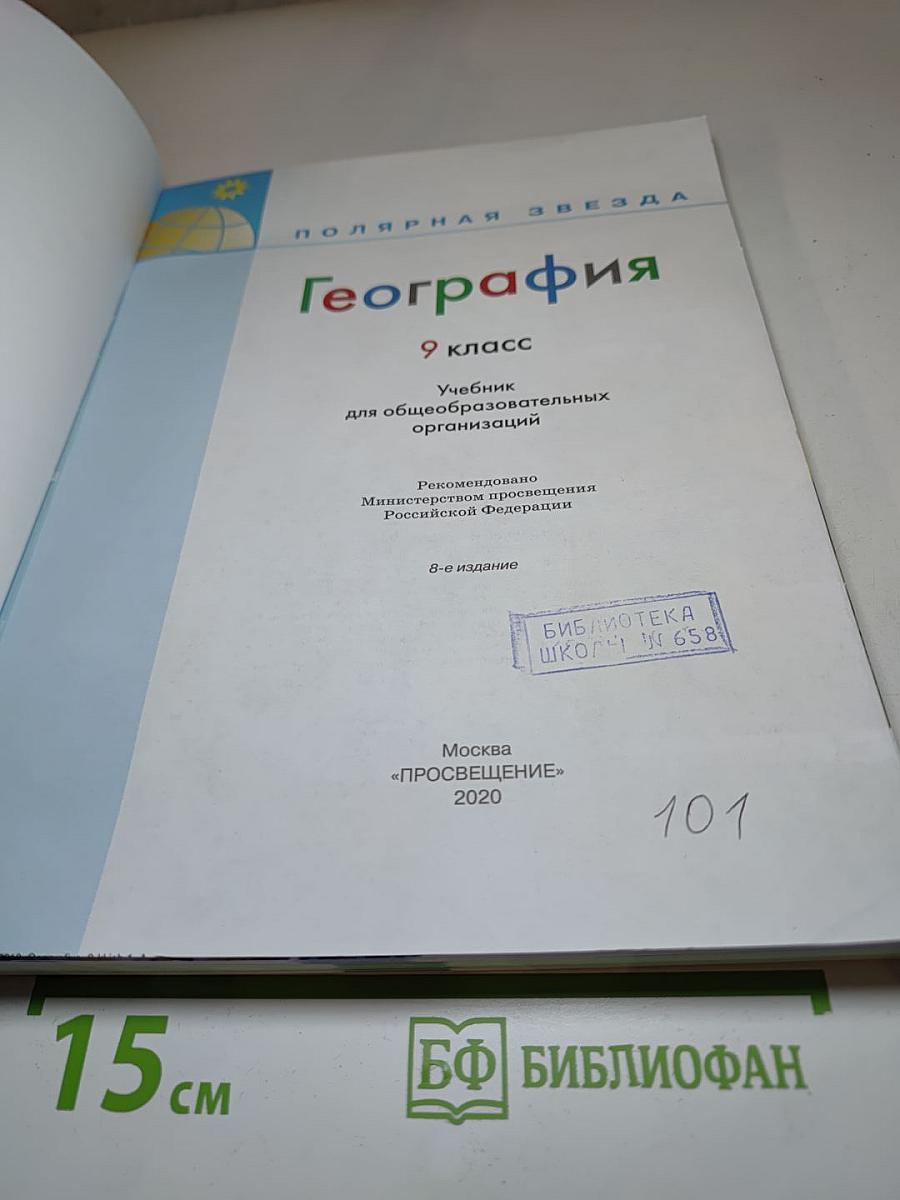 ПОЛЯРНАЯ ЗВЕЗДА
География
9 класс
Учебник
для общеобразовательных
организаций
Рекомендовано
Министерством просвещения
Российской Федерации
8-е издание
БИБЛИОТЕКА
ШКОЛЫ № 658
Москва
«ПРОСВЕЩЕНИЕ»
2020
101
15 см
БФ БИБЛИОФАН